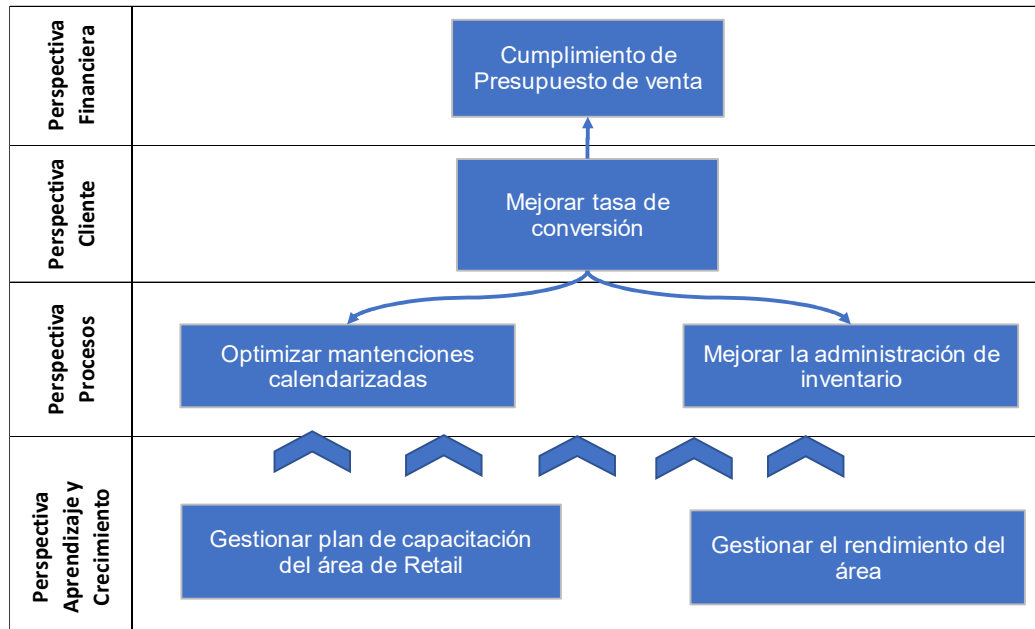 Perspectiva
Financiera
Cumplimiento de
Presupuesto de venta
Perspectiva
Cliente
Mejorar tasa de
conversión
Perspectiva
Procesos
Optimizar mantenciones
calendarizadas
Mejorar la administración de
inventario
Perspectiva
Aprendizaje y
Crecimiento
Gestionar plan de capacitación
del área de Retail
Gestionar el rendimiento del
área